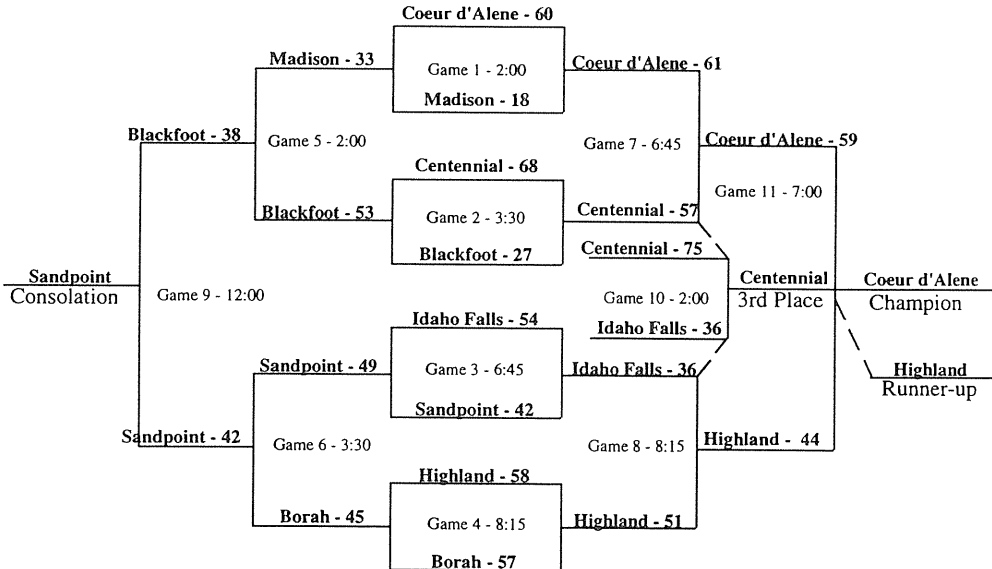 Coeur d'Alene - 60
Madison - 33
Game 1 - 2:00
Coeur d'Alene - 61
Madison - 18
Blackfoot - 38
Game 5 - 2:00
Game 7 - 6:45
Coeur d'Alene - 59
Centennial - 68
Game 11 - 7:00
Blackfoot - 53
Game 2 - 3:30
Centennial - 57
Blackfoot - 27
Centennial - 75
Sandpoint
Consolation
Game 9 - 12:00
Game 10 - 2:00
Centennial
3rd Place
Coeur d'Alene
Champion
Idaho Falls - 54
Idaho Falls - 36
Sandpoint - 49
Game 3 - 6:45
Idaho Falls - 36
Highland
Runner-up
Sandpoint - 42
Sandpoint - 42
Game 6 - 3:30
Game 8 - 8:15
Highland - 44
Highland - 58
Borah - 45
Game 4 - 8:15
Highland - 51
Borah - 57